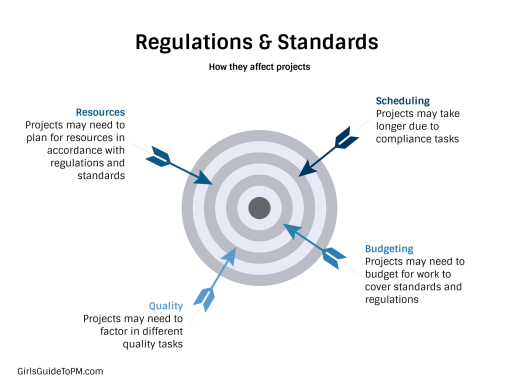 Regulations & Standards
How they affect projects
Resources
Projects may need to
plan for resources in
accordance with
regulations and
standards
Scheduling
Projects may take
longer due to
compliance tasks
Budgeting
Projects may need to
budget for work to
cover standards and
regulations
Quality
Projects may need to
factor in different
quality tasks
GirlsGuideToPM.com